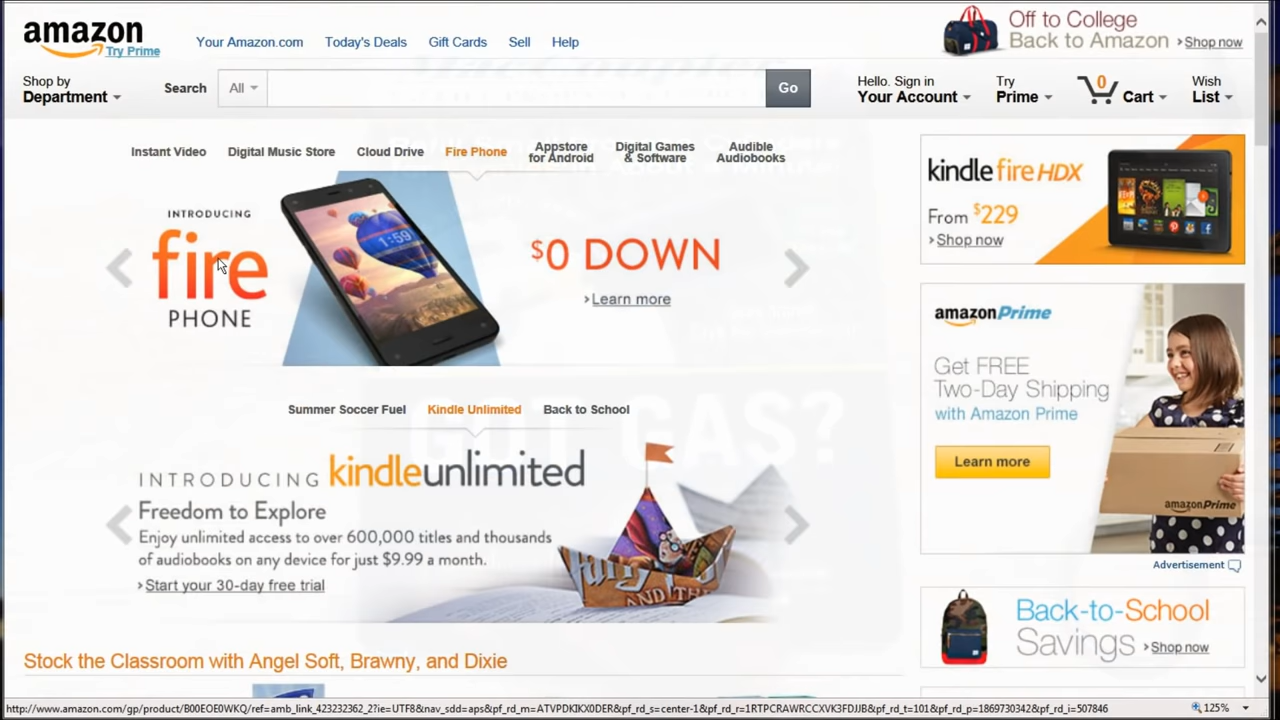 amazon
Try Prime
Your Amazon.com Today's Deals Gift Cards Sell Help
Off to College
Back to Amazon › Shop now
Shop by
Department
Search All Go
Hello. Sign in
Your Account
Try
Prime
0
Cart
Wish
List
Instant Video Digital Music Store Cloud Drive Fire Phone
Appstore
for Android
Digital Games
& Software
Audible
Audiobooks
INTRODUCING
fire
PHONE
1:59
$0 DOWN
› Learn more
kindle fire HDX
From $229
› Shop now
amazonPrime
Get FREE
Two-Day Shipping
with Amazon Prime
Learn more
amazonPrime
Advertisement
Summer Soccer Fuel Kindle Unlimited Back to School
INTRODUCING kindleunlimited
Freedom to Explore
Enjoy unlimited access to over 600,000 titles and thousands
of audiobooks on any device for just $9.99 a month.
› Start your 30-day free trial
AND THE
GOT GAS?
Back-to-School
Savings › Shop now
Stock the Classroom with Angel Soft, Brawny, and Dixie
http://www.amazon.com/gp/product/B00EOE0WKQ/ref=amb_link_423232362_2?ie=UTF8&nav_sdd=aps&pf_rd_m=ATVPDKIKX0DER&pf_rd_s=center-1&pf_rd_r=1RTPCRAWRCCXVK3FDJJB&pf_rd_t=101&pf_rd_p=1869730342&pf_rd_i=507846
125%